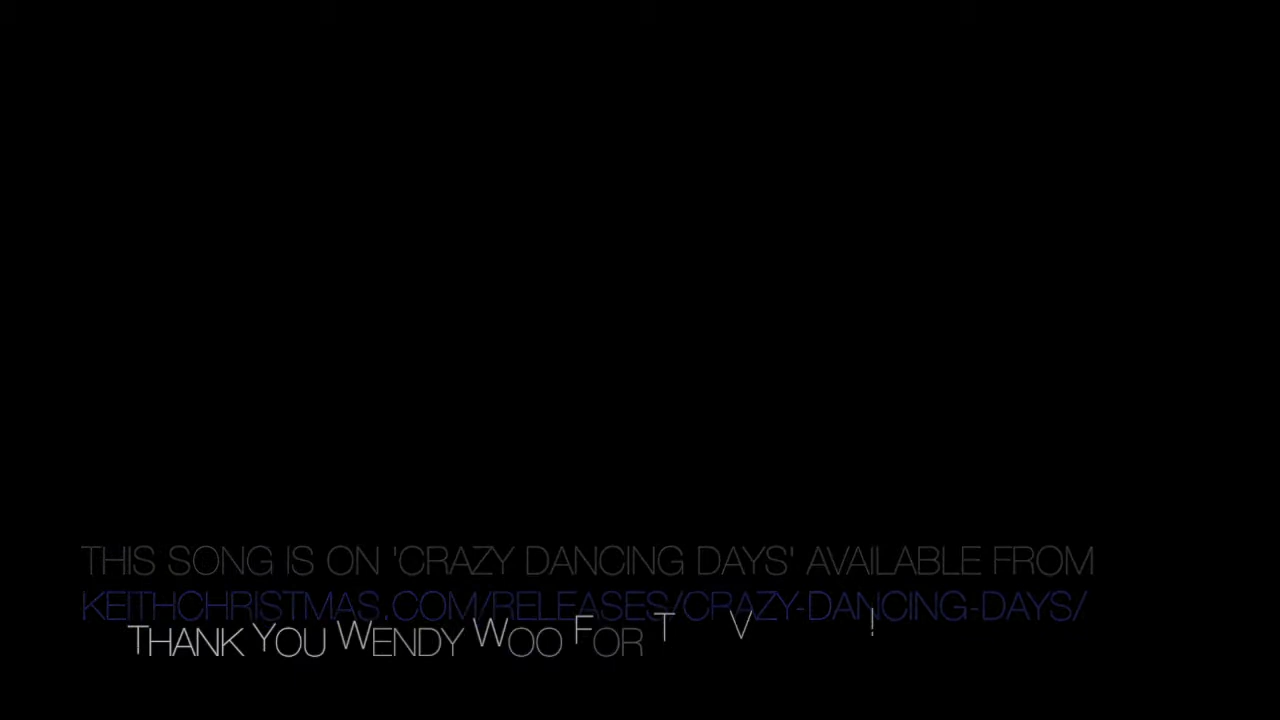 THIS SONG IS ON 'CRAZY DANCING DAYS' AVAILABLE FROM
KEITHCHRISTMAS.COM/RELEASES/CRAZY-DANCING-DAYS/
THANK YOU WENDY WOO FOR T V !